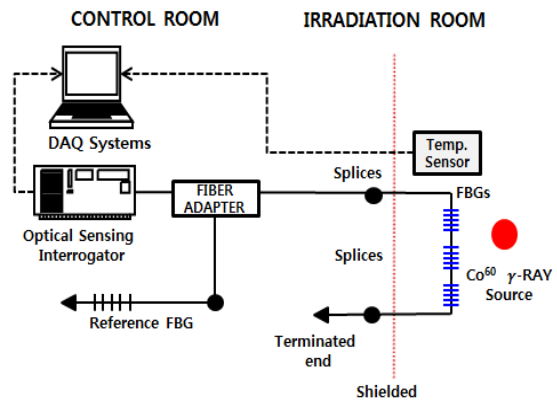 CONTROL ROOM
IRRADIATION ROOM
DAQ Systems
Temp.
Sensor
Splices
FIBER
ADAPTER
FBGs
Optical Sensing
Interrogator
Splices
Co60 γ-RAY
Source
Reference FBG
Terminated
end
Shielded